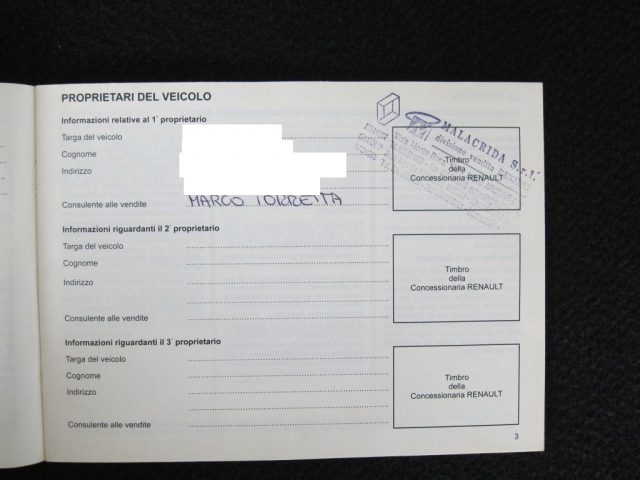 PROPRIETARI DEL VEICOLO
Informazioni relative al 1° proprietario
Targa del veicolo
Cognome
Indirizzo
Consulente alle vendite MARCO TORRETTA
MALACRIDA S.r.l.
divisione vendita
Timbro
della
Concessionaria RENAULT
Informazioni riguardanti il 2° proprietario
Targa del veicolo
Cognome
Indirizzo
Consulente alle vendite
Timbro
della
Concessionaria RENAULT
Informazioni riguardanti il 3° proprietario
Targa del veicolo
Cognome
Indirizzo
Consulente alle vendite
Timbro
della
Concessionaria RENAULT
3